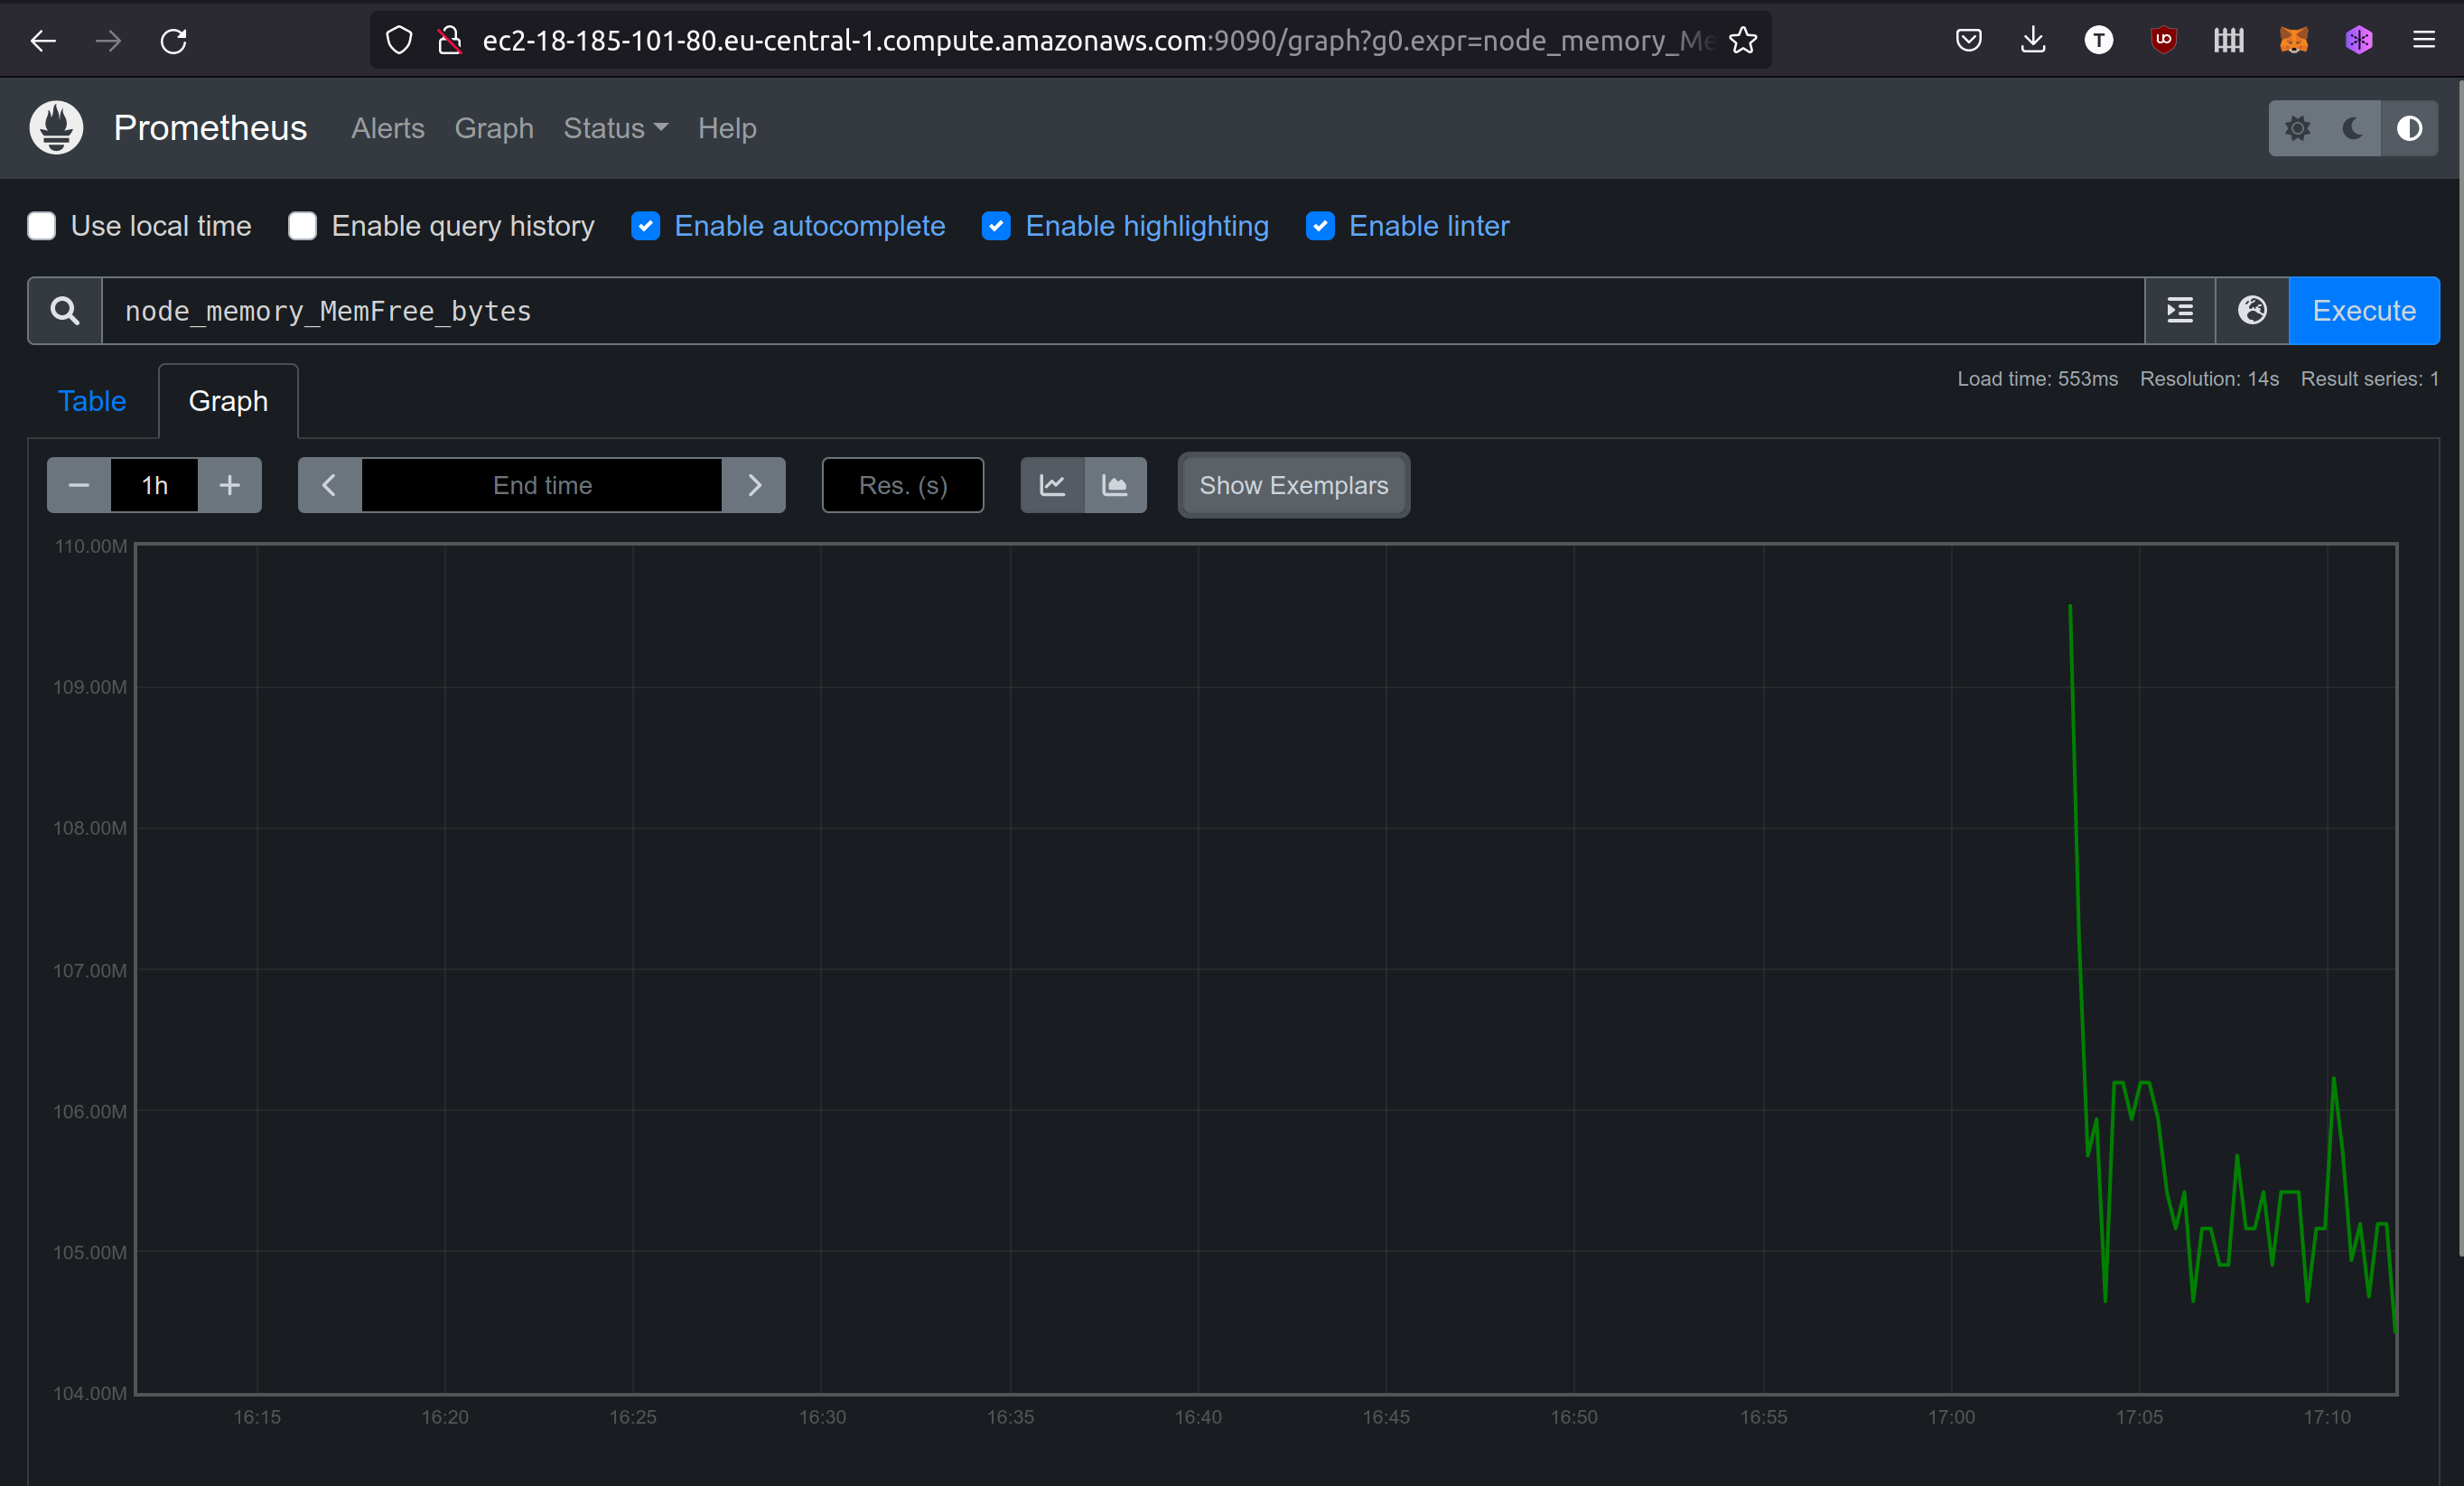 ec2-18-185-101-80.eu-central-1.compute.amazonaws.com:9090/graph?g0.expr=node_memory_Me
T
UO
Prometheus Alerts Graph Status Help
Use local time Enable query history Enable autocomplete Enable highlighting Enable linter
node_memory_MemFree_bytes Execute
Load time: 553ms Resolution: 14s Result series: 1
Table Graph
1h End time Res. (s) Show Exemplars
110.00M
109.00M
108.00M
107.00M
106.00M
105.00M
104.00M
16:15 16:20 16:25 16:30 16:35 16:40 16:45 16:50 16:55 17:00 17:05 17:10